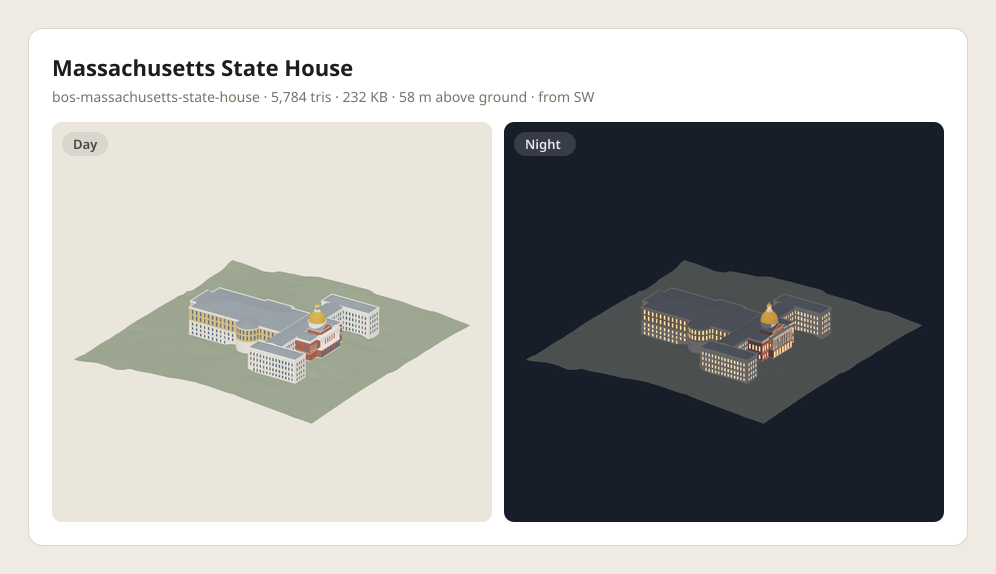 Massachusetts State House
bos-massachusetts-state-house · 5,784 tris · 232 KB · 58 m above ground · from SW
Day
Night